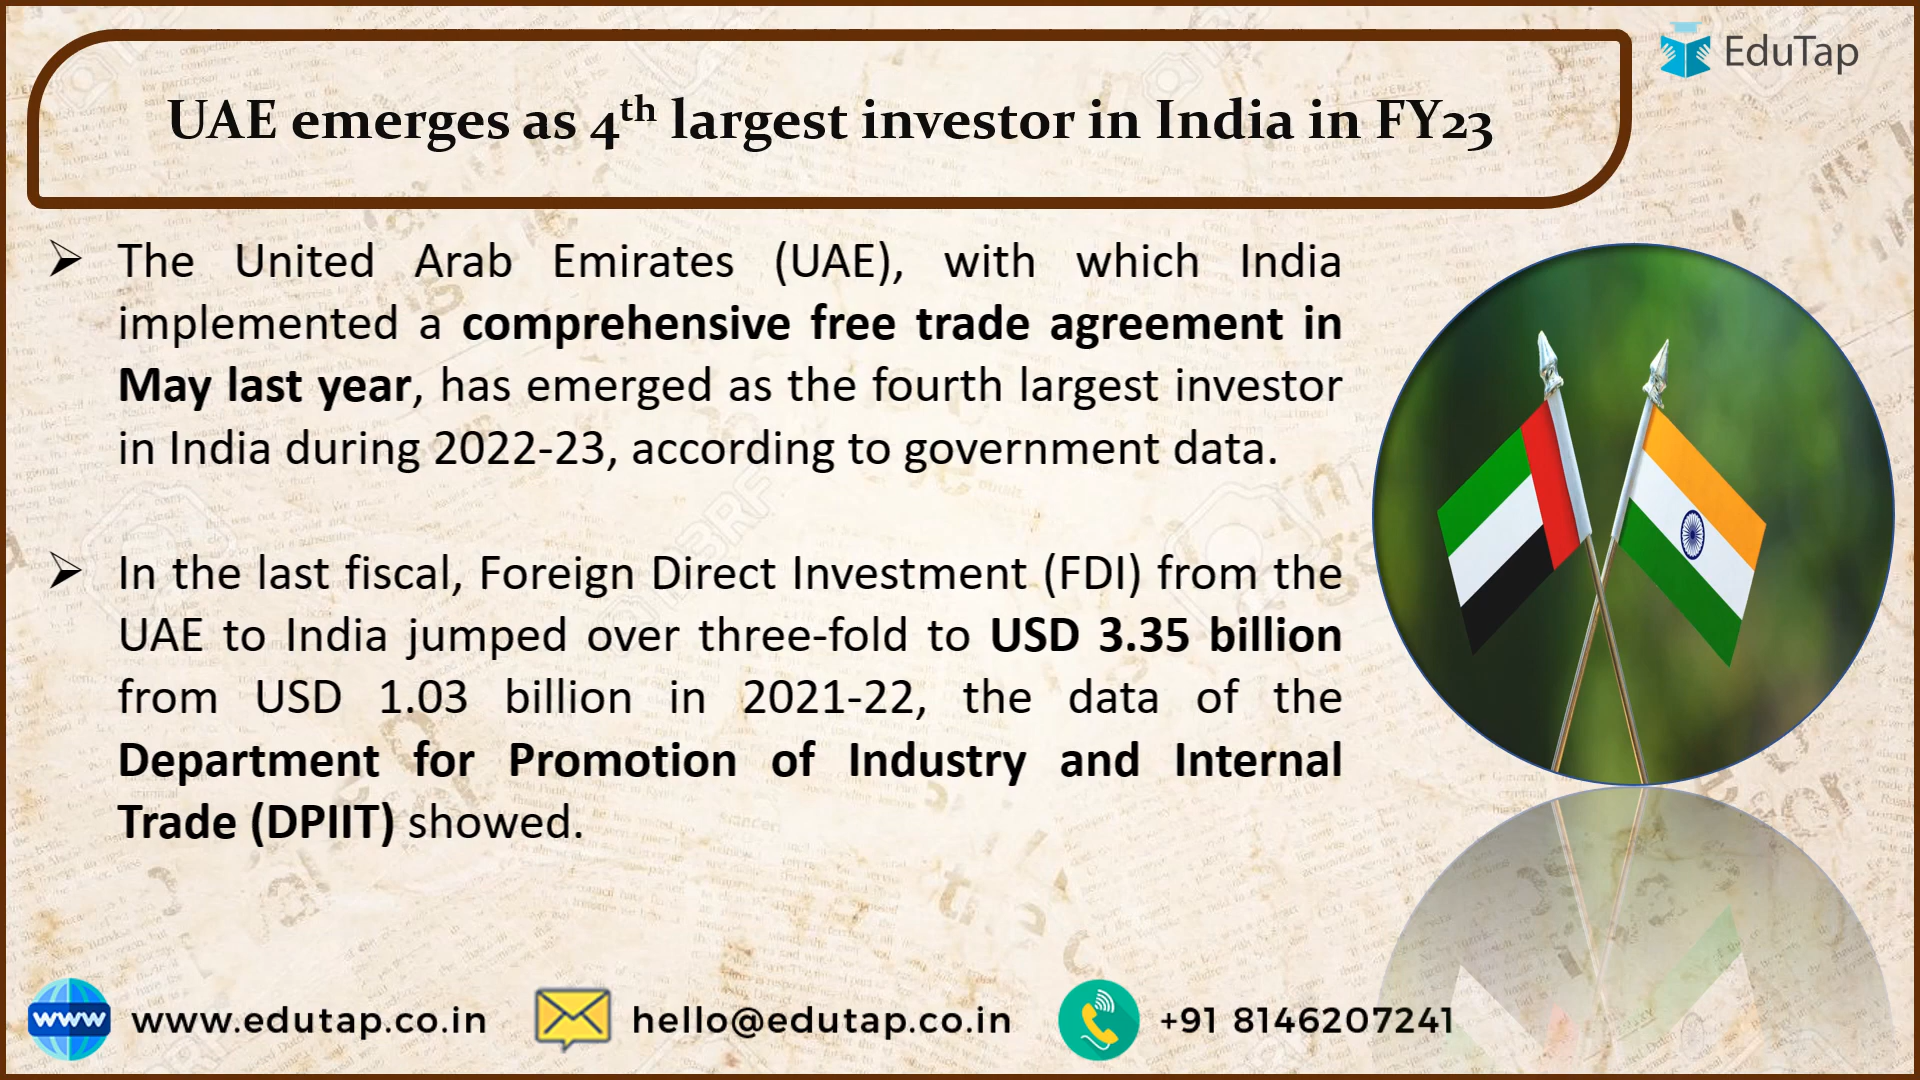 EduTap
UAE emerges as 4th largest investor in India in FY23
The United Arab Emirates (UAE), with which India
implemented a comprehensive free trade agreement in
May last year, has emerged as the fourth largest investor
in India during 2022-23, according to government data.
In the last fiscal, Foreign Direct Investment (FDI) from the
UAE to India jumped over three-fold to USD 3.35 billion
from USD 1.03 billion in 2021-22, the data of the
Department for Promotion of Industry and Internal
Trade (DPIIT) showed.
www www.edutap.co.in hello@edutap.co.in +91 8146207241